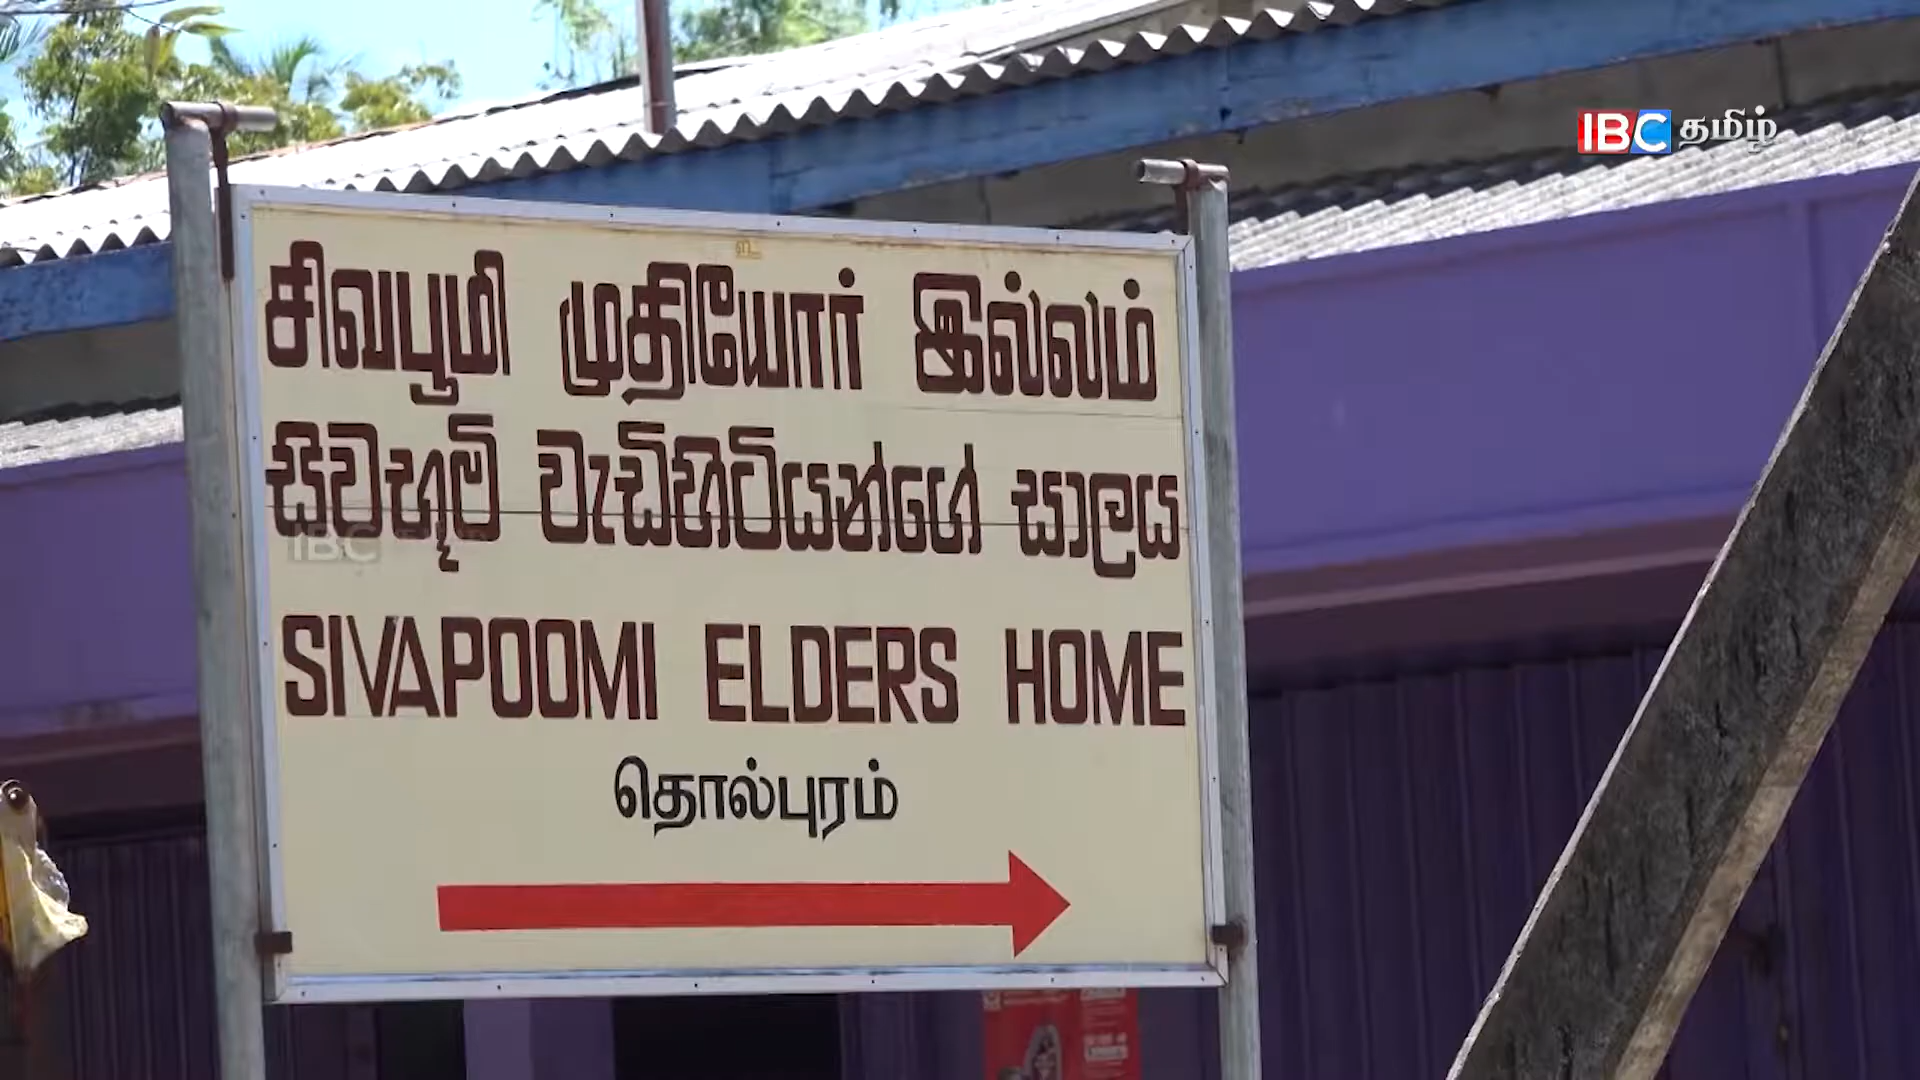 IBC தமிழ்
சிவபூமி முதியோர் இல்லம்
සිවභූමි වැඩිහිටියන්ගේ සාලය
SIVAPOOMI ELDERS HOME
தொல்புரம்